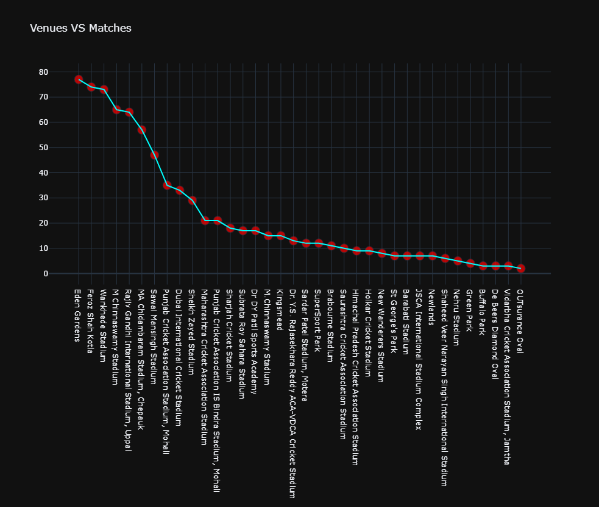 Venues VS Matches
80
70
60
50
40
30
20
10
0
Eden Gardens
Feroz Shah Kotla
Wankhede Stadium
M Chinnaswamy Stadium
Rajiv Gandhi International Stadium, Uppal
MA Chidambaram Stadium, Chepauk
Sawai Mansingh Stadium
Punjab Cricket Association Stadium, Mohali
Dubai International Cricket Stadium
Sheikh Zayed Stadium
Maharashtra Cricket Association Stadium
Punjab Cricket Association IS Bindra Stadium, Mohali
Sharjah Cricket Stadium
Subrata Roy Sahara Stadium
Dr DY Patil Sports Academy
M.Chinnaswamy Stadium
Kingsmead
Dr. Y.S. Rajasekhara Reddy ACA-VDCA Cricket Stadium
Sardar Patel Stadium, Motera
SuperSport Park
Brabourne Stadium
Saurashtra Cricket Association Stadium
Himachal Pradesh Cricket Association Stadium
Holkar Cricket Stadium
New Wanderers Stadium
St George's Park
Barabati Stadium
JSCA International Stadium Complex
Newlands
Shaheed Veer Narayan Singh International Stadium
Nehru Stadium
Green Park
Buffalo Park
De Beers Diamond Oval
Vidarbha Cricket Association Stadium, Jamtha
OUTsurance Oval